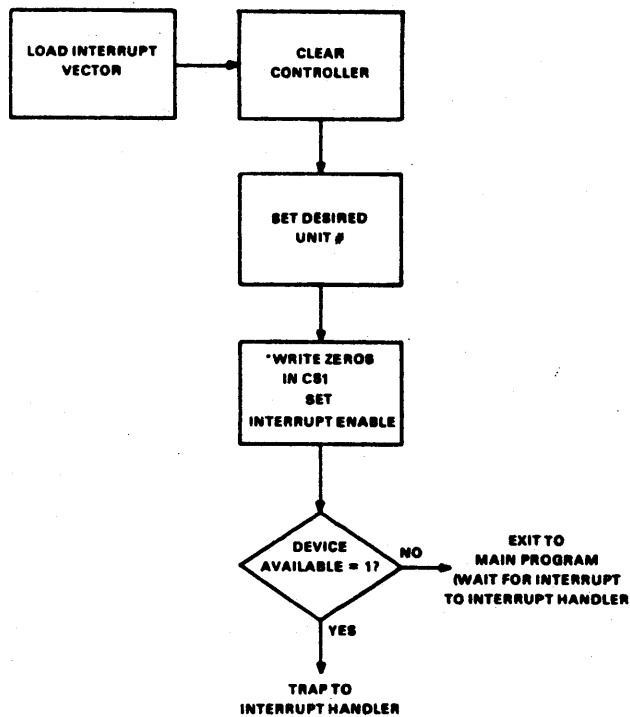 LOAD INTERRUPT
VECTOR
CLEAR
CONTROLLER
SET DESIRED
UNIT #
*WRITE ZEROS
IN CS1
SET
INTERRUPT ENABLE
DEVICE
AVAILABLE = 1?
NO
EXIT TO
MAIN PROGRAM
(WAIT FOR INTERRUPT
TO INTERRUPT HANDLER
YES
TRAP TO
INTERRUPT HANDLER